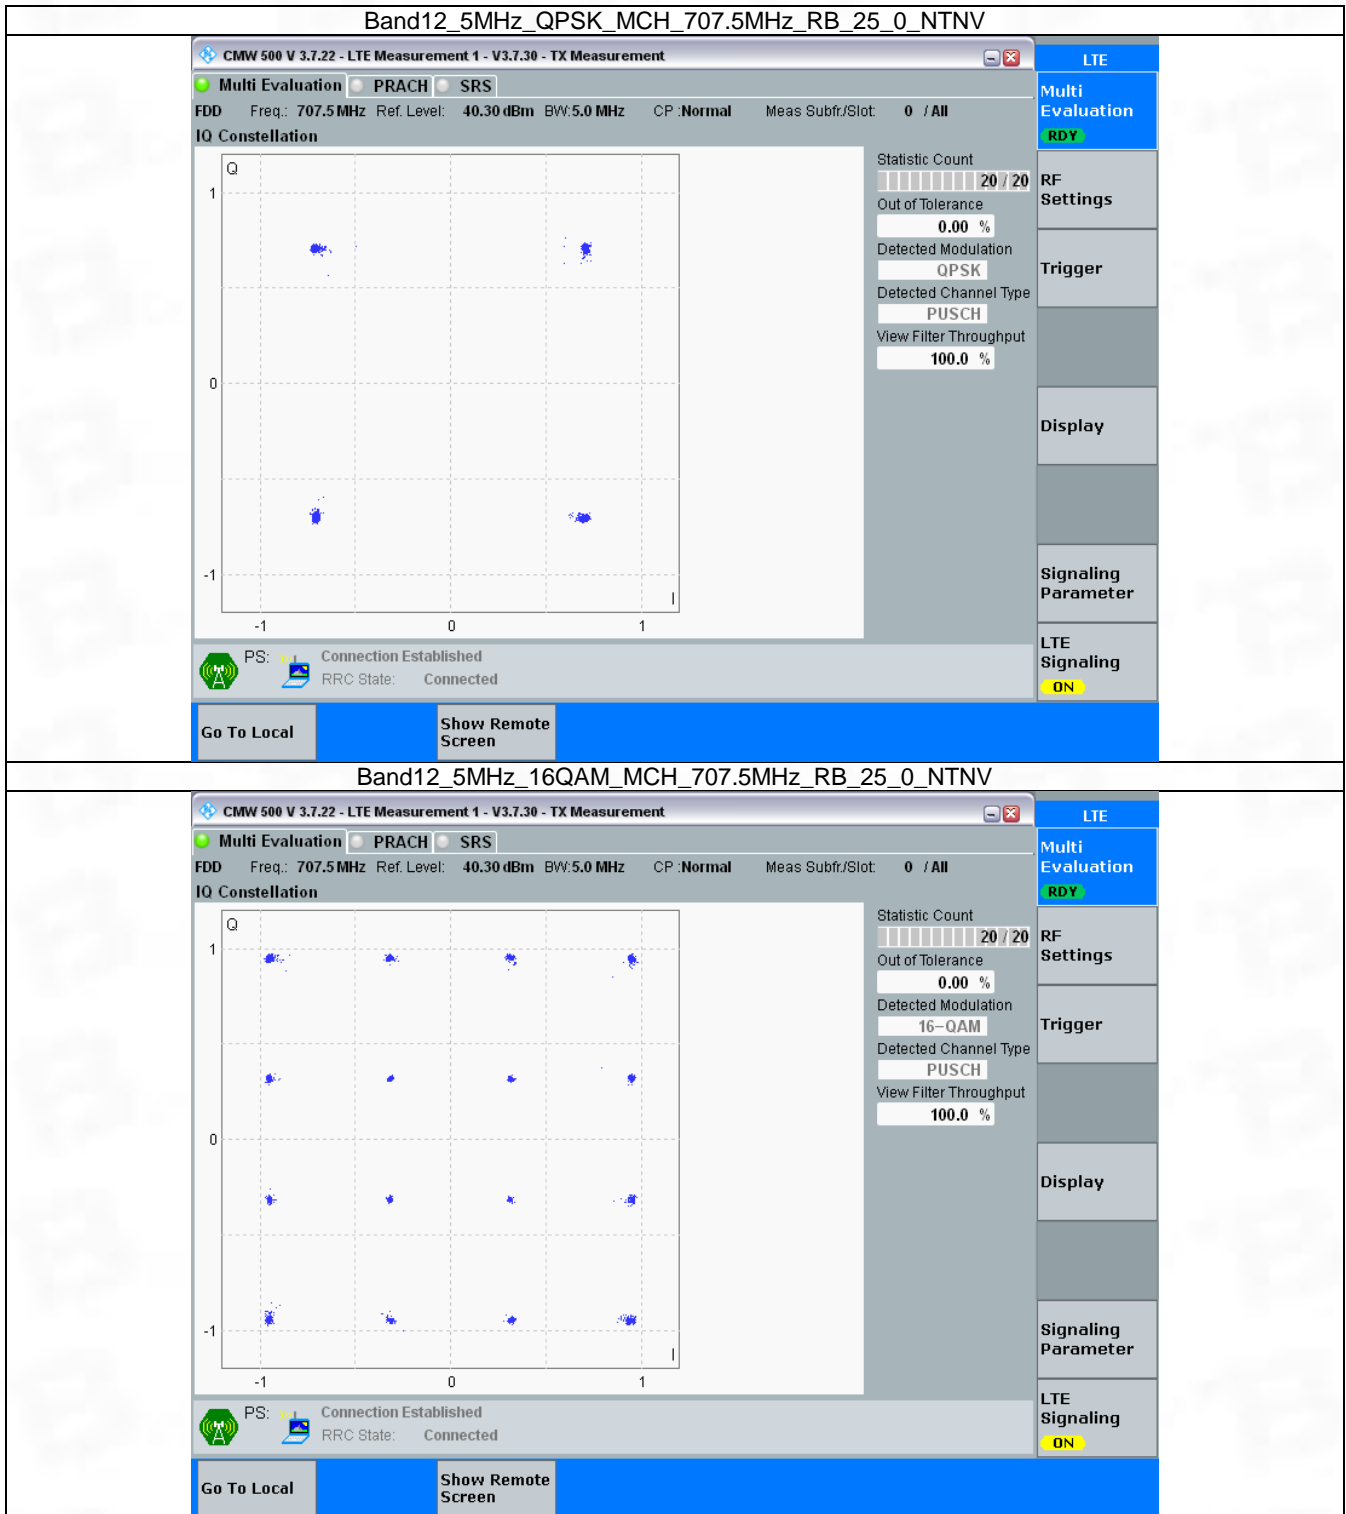 Band12_5MHz_QPSK_MCH_707.5MHz_RB_25_0_NTNV
CMW 500 V 3.7.22 - LTE Measurement 1 - V3.7.30 - TX Measurement
LTE
Multi Evaluation PRACH SRS
Multi
Evaluation
RDY
FDD Freq.: 707.5 MHz Ref. Level: 40.30 dBm BW: 5.0 MHz CP : Normal Meas Subfr./Slot: 0 / All
IQ Constellation
Q
1
0
-1
I
-1 0 1
Statistic Count
20 / 20
Out of Tolerance
0.00 %
Detected Modulation
QPSK
Detected Channel Type
PUSCH
View Filter Throughput
100.0 %
RF
Settings
Trigger
Display
Signaling
Parameter
LTE
Signaling
ON
PS: Connection Established
RRC State: Connected
Go To Local
Show Remote
Screen
Band12_5MHz_16QAM_MCH_707.5MHz_RB_25_0_NTNV
CMW 500 V 3.7.22 - LTE Measurement 1 - V3.7.30 - TX Measurement
LTE
Multi Evaluation PRACH SRS
Multi
Evaluation
RDY
FDD Freq.: 707.5 MHz Ref. Level: 40.30 dBm BW: 5.0 MHz CP : Normal Meas Subfr./Slot: 0 / All
IQ Constellation
Q
1
0
-1
I
-1 0 1
Statistic Count
20 / 20
Out of Tolerance
0.00 %
Detected Modulation
16-QAM
Detected Channel Type
PUSCH
View Filter Throughput
100.0 %
RF
Settings
Trigger
Display
Signaling
Parameter
LTE
Signaling
ON
PS: Connection Established
RRC State: Connected
Go To Local
Show Remote
Screen